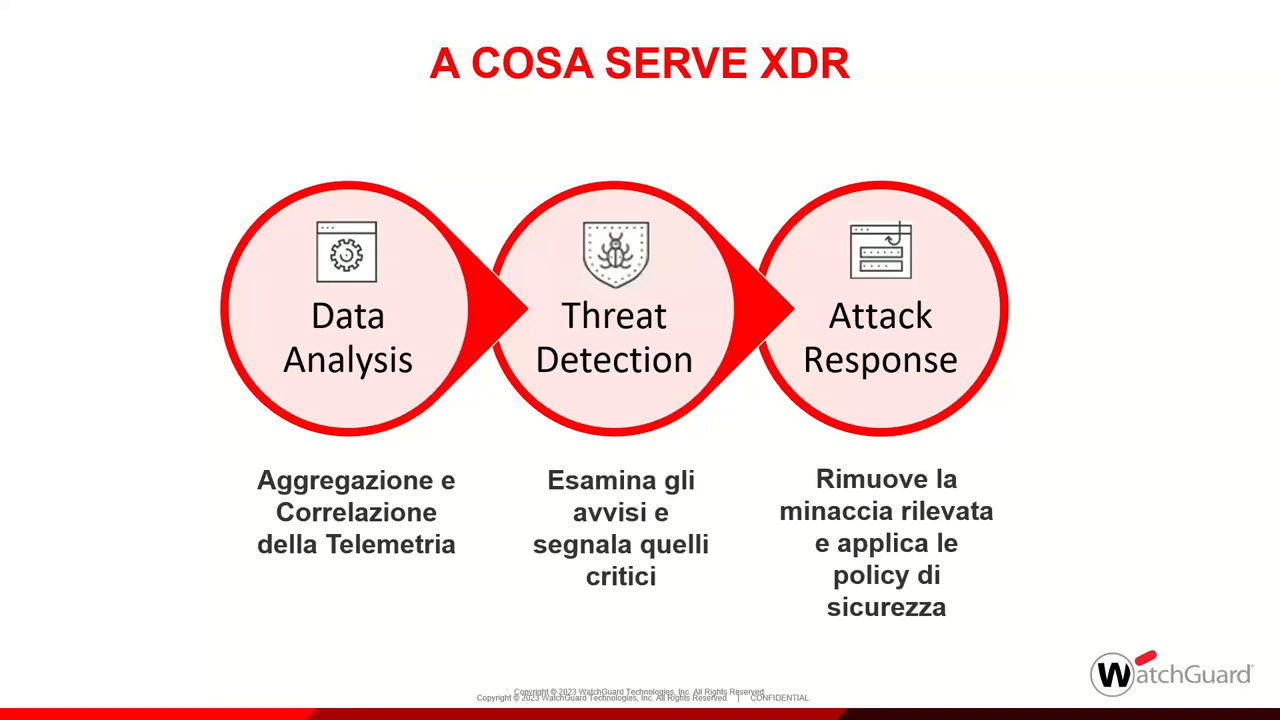 A COSA SERVE XDR
Data
Analysis
Threat
Detection
Attack
Response
Aggregazione e
Correlazione
della Telemetria
Esamina gli
avvisi e
segnala quelli
critici
Rimuove la
minaccia rilevata
e applica le
policy di
sicurezza
WatchGuard
Copyright © 2023 WatchGuard Technologies, Inc. All Rights Reserved
Copyright © 2023 WatchGuard Technologies, Inc. All Rights Reserved. | CONFIDENTIAL